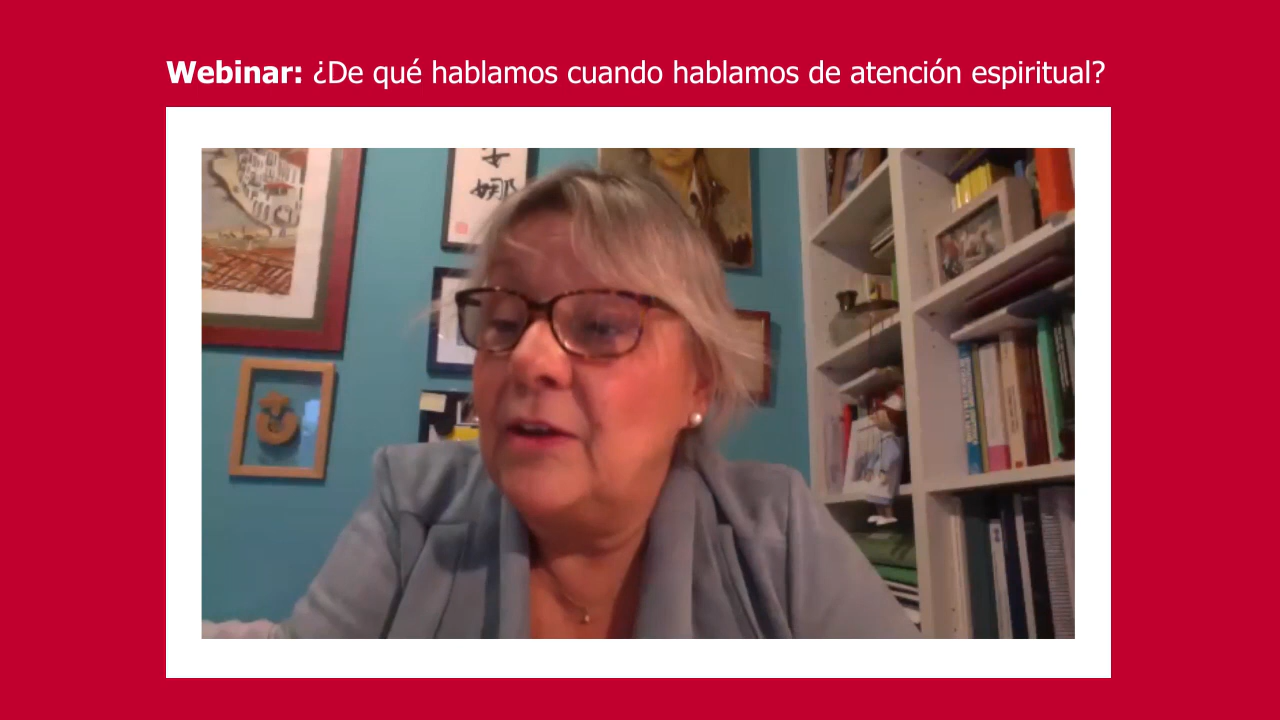 Webinar: ¿De qué hablamos cuando hablamos de atención espiritual?